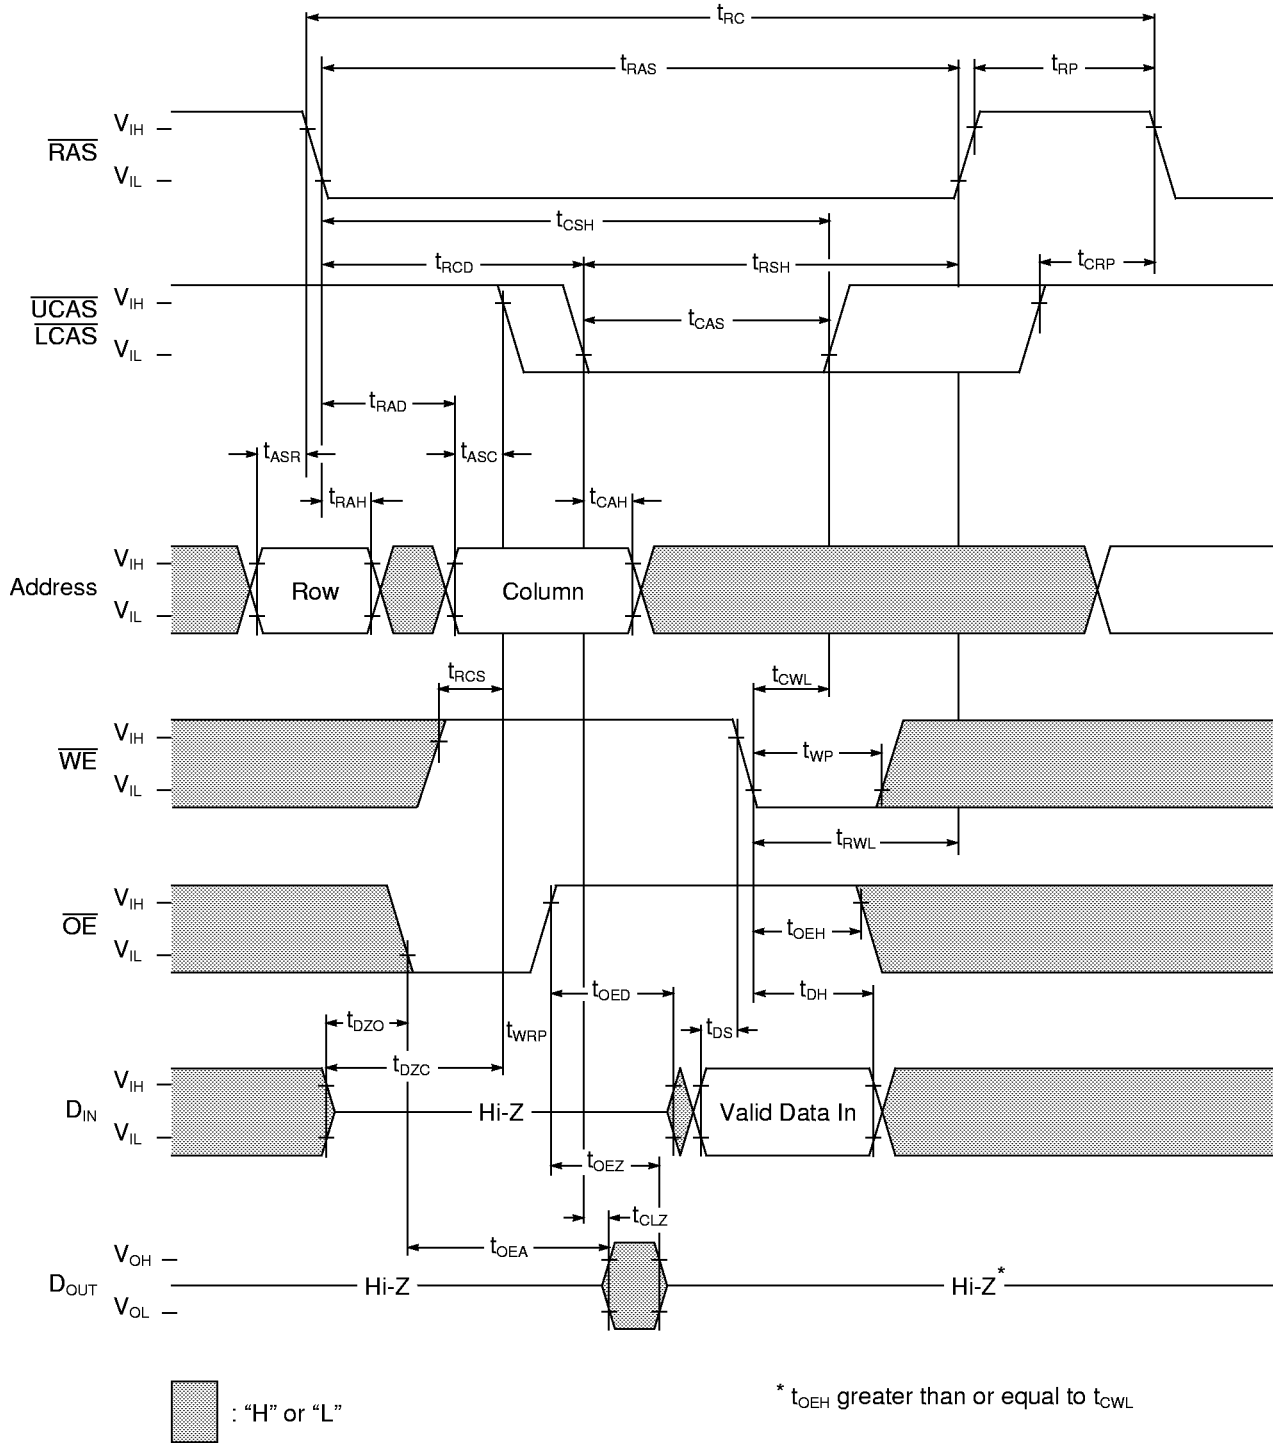 tRC
tRAS
tRP
RAS
VIH
VIL
tCSH
tRCD
tRSH
tCRP
UCAS
LCAS
VIH
VIL
tCAS
tRAD
tASR
tASC
tRAH
tCAH
Address
VIH
VIL
Row
Column
tRCS
tCWL
WE
VIH
VIL
tWP
tRWL
OE
VIH
VIL
tOEH
tOED
tDH
tDZO
tWRP
tDS
tDZC
DIN
VIH
VIL
Hi-Z
Valid Data In
tOEZ
tCLZ
tOEA
DOUT
VOH
VOL
Hi-Z
Hi-Z*
: “H” or “L”
* tOEH greater than or equal to tCWL